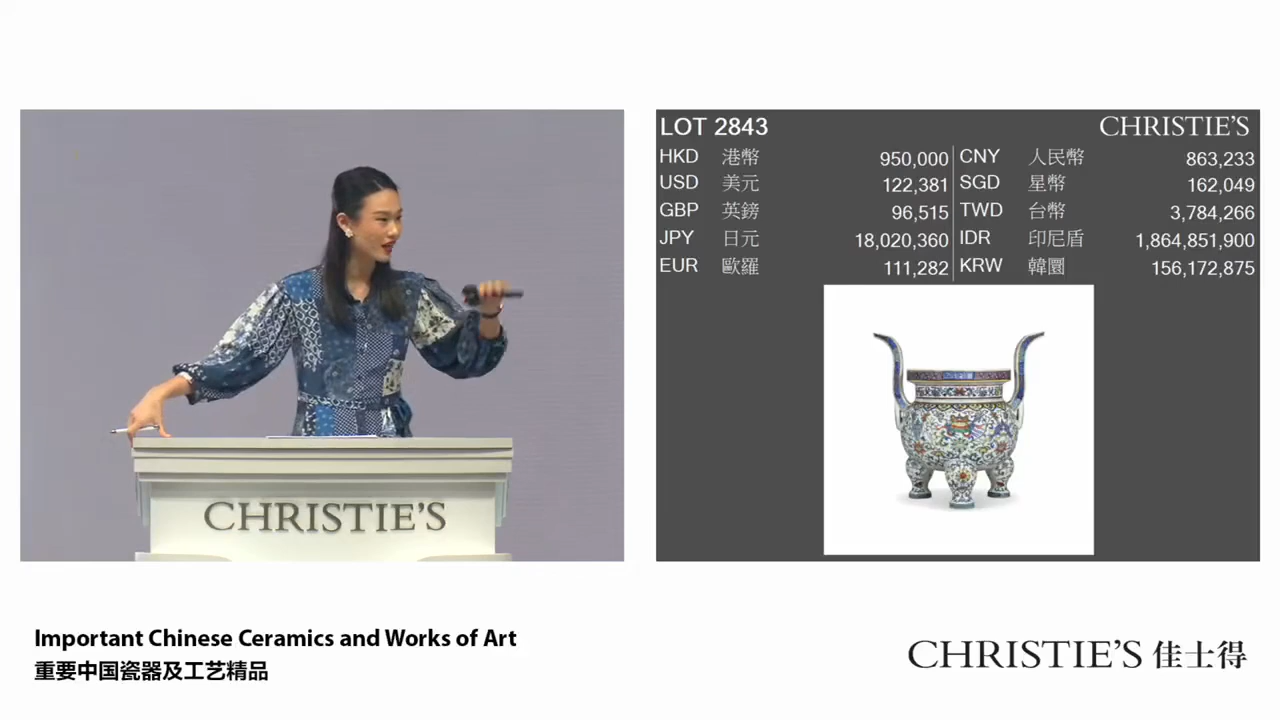 LOT 2843
CHRISTIE'S
HKD 港幣 950,000 CNY 人民幣 863,233
USD 美元 122,381 SGD 星幣 162,049
GBP 英鎊 96,515 TWD 台幣 3,784,266
JPY 日元 18,020,360 IDR 印尼盾 1,864,851,900
EUR 歐羅 111,282 KRW 韓圜 156,172,875
CHRISTIE'S
Important Chinese Ceramics and Works of Art
重要中国瓷器及工艺精品
CHRISTIE'S 佳士得